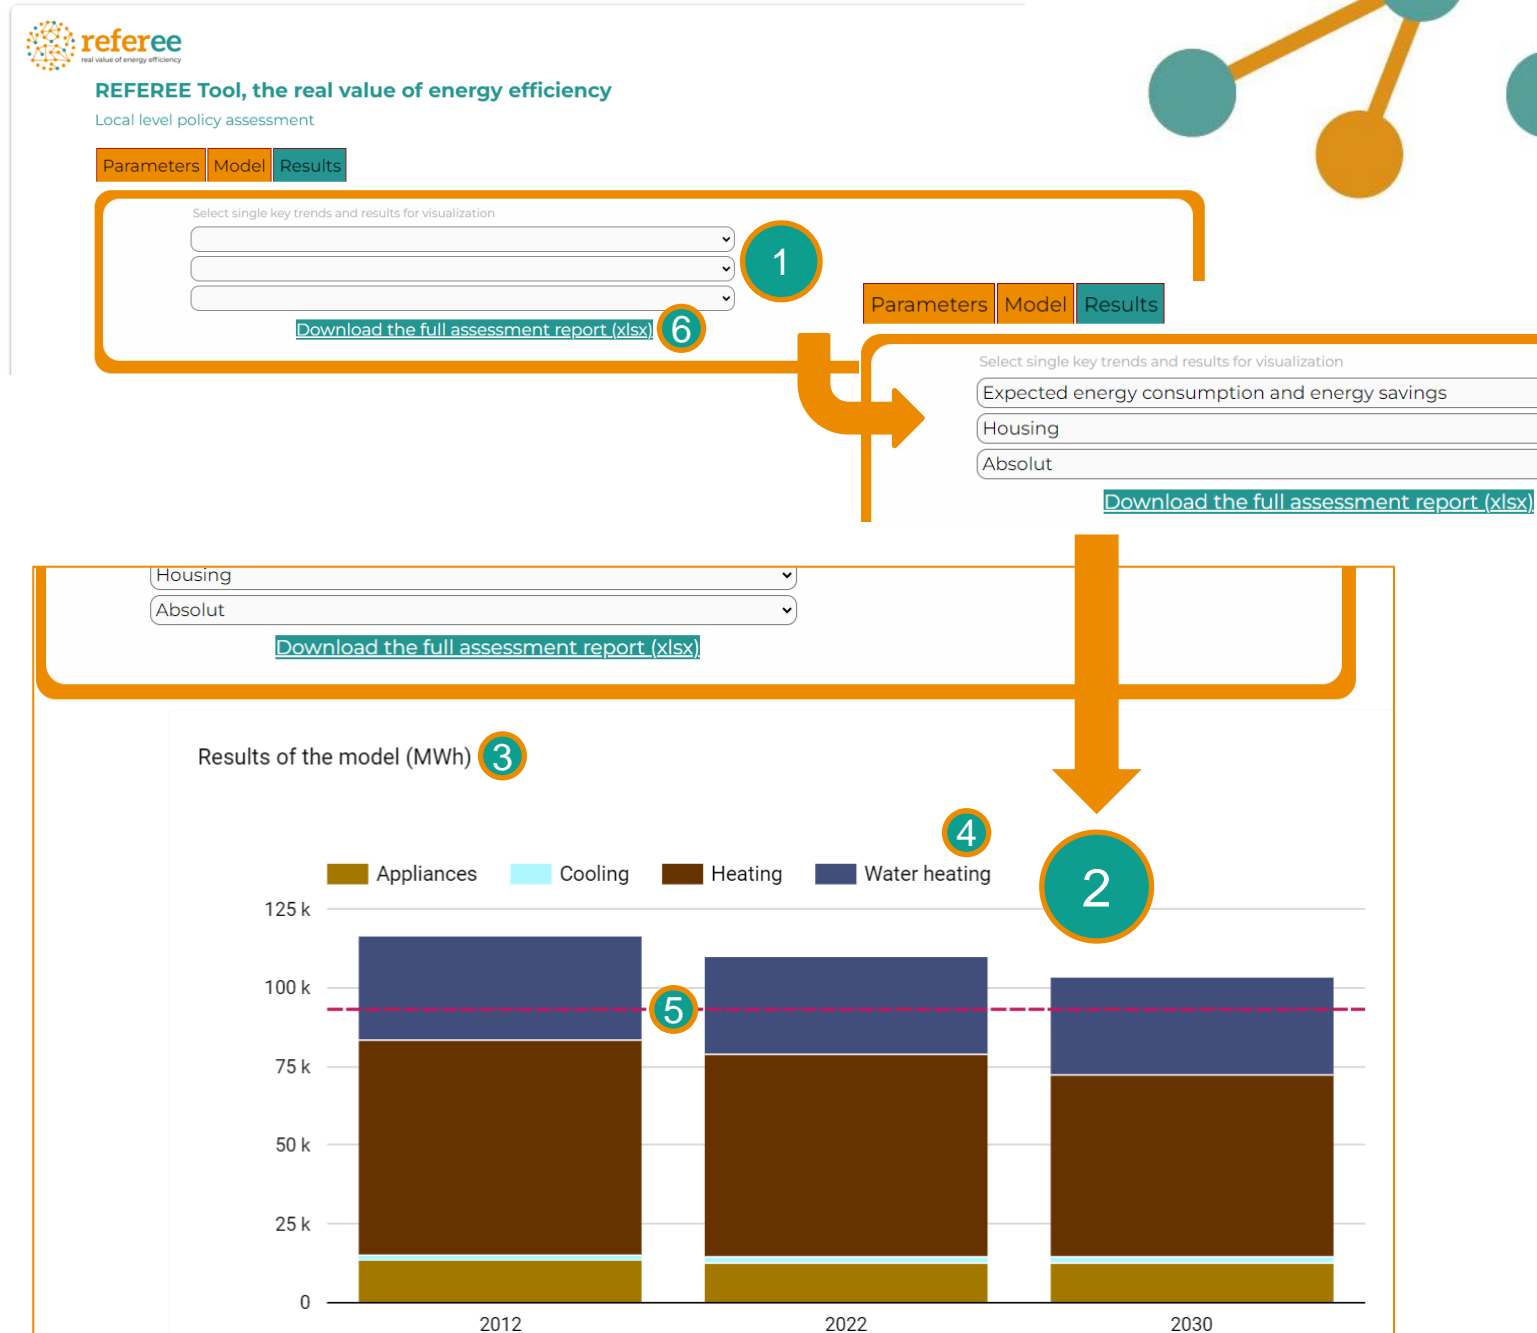 referee
real value of energy efficiency
REFEREE Tool, the real value of energy efficiency
Local level policy assessment
Parameters Model Results
Select single key trends and results for visualization
1
Download the full assessment report (xlsx)
6
Parameters Model Results
Select single key trends and results for visualization
Expected energy consumption and energy savings
Housing
Absolut
Download the full assessment report (xlsx)
Housing
Absolut
Download the full assessment report (xlsx)
Results of the model (MWh)
3
4
Appliances Cooling Heating Water heating
2
125 k
100 k
5
75 k
50 k
25 k
0
2012 2022 2030